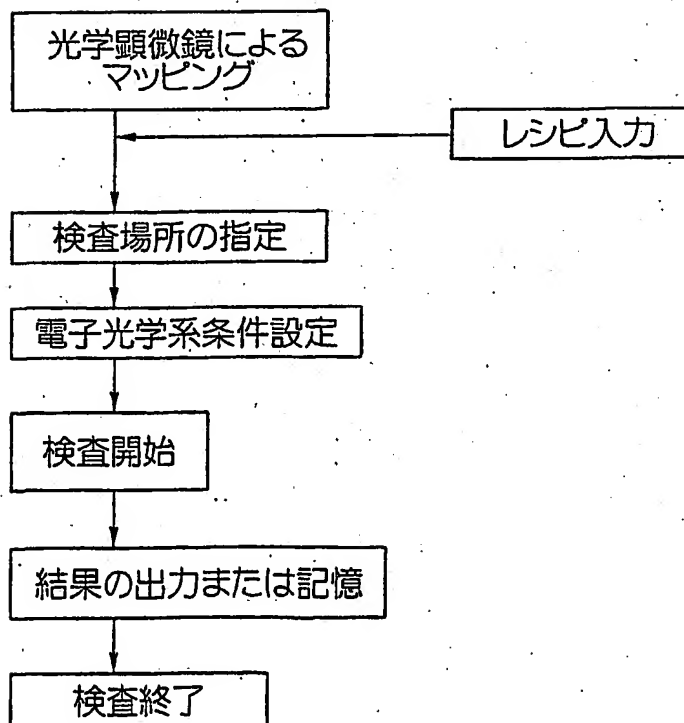 光学顕微鏡による
マッピング
レシピ入力
検査場所の指定
電子光学系条件設定
検査開始
結果の出力または記憶
検査終了